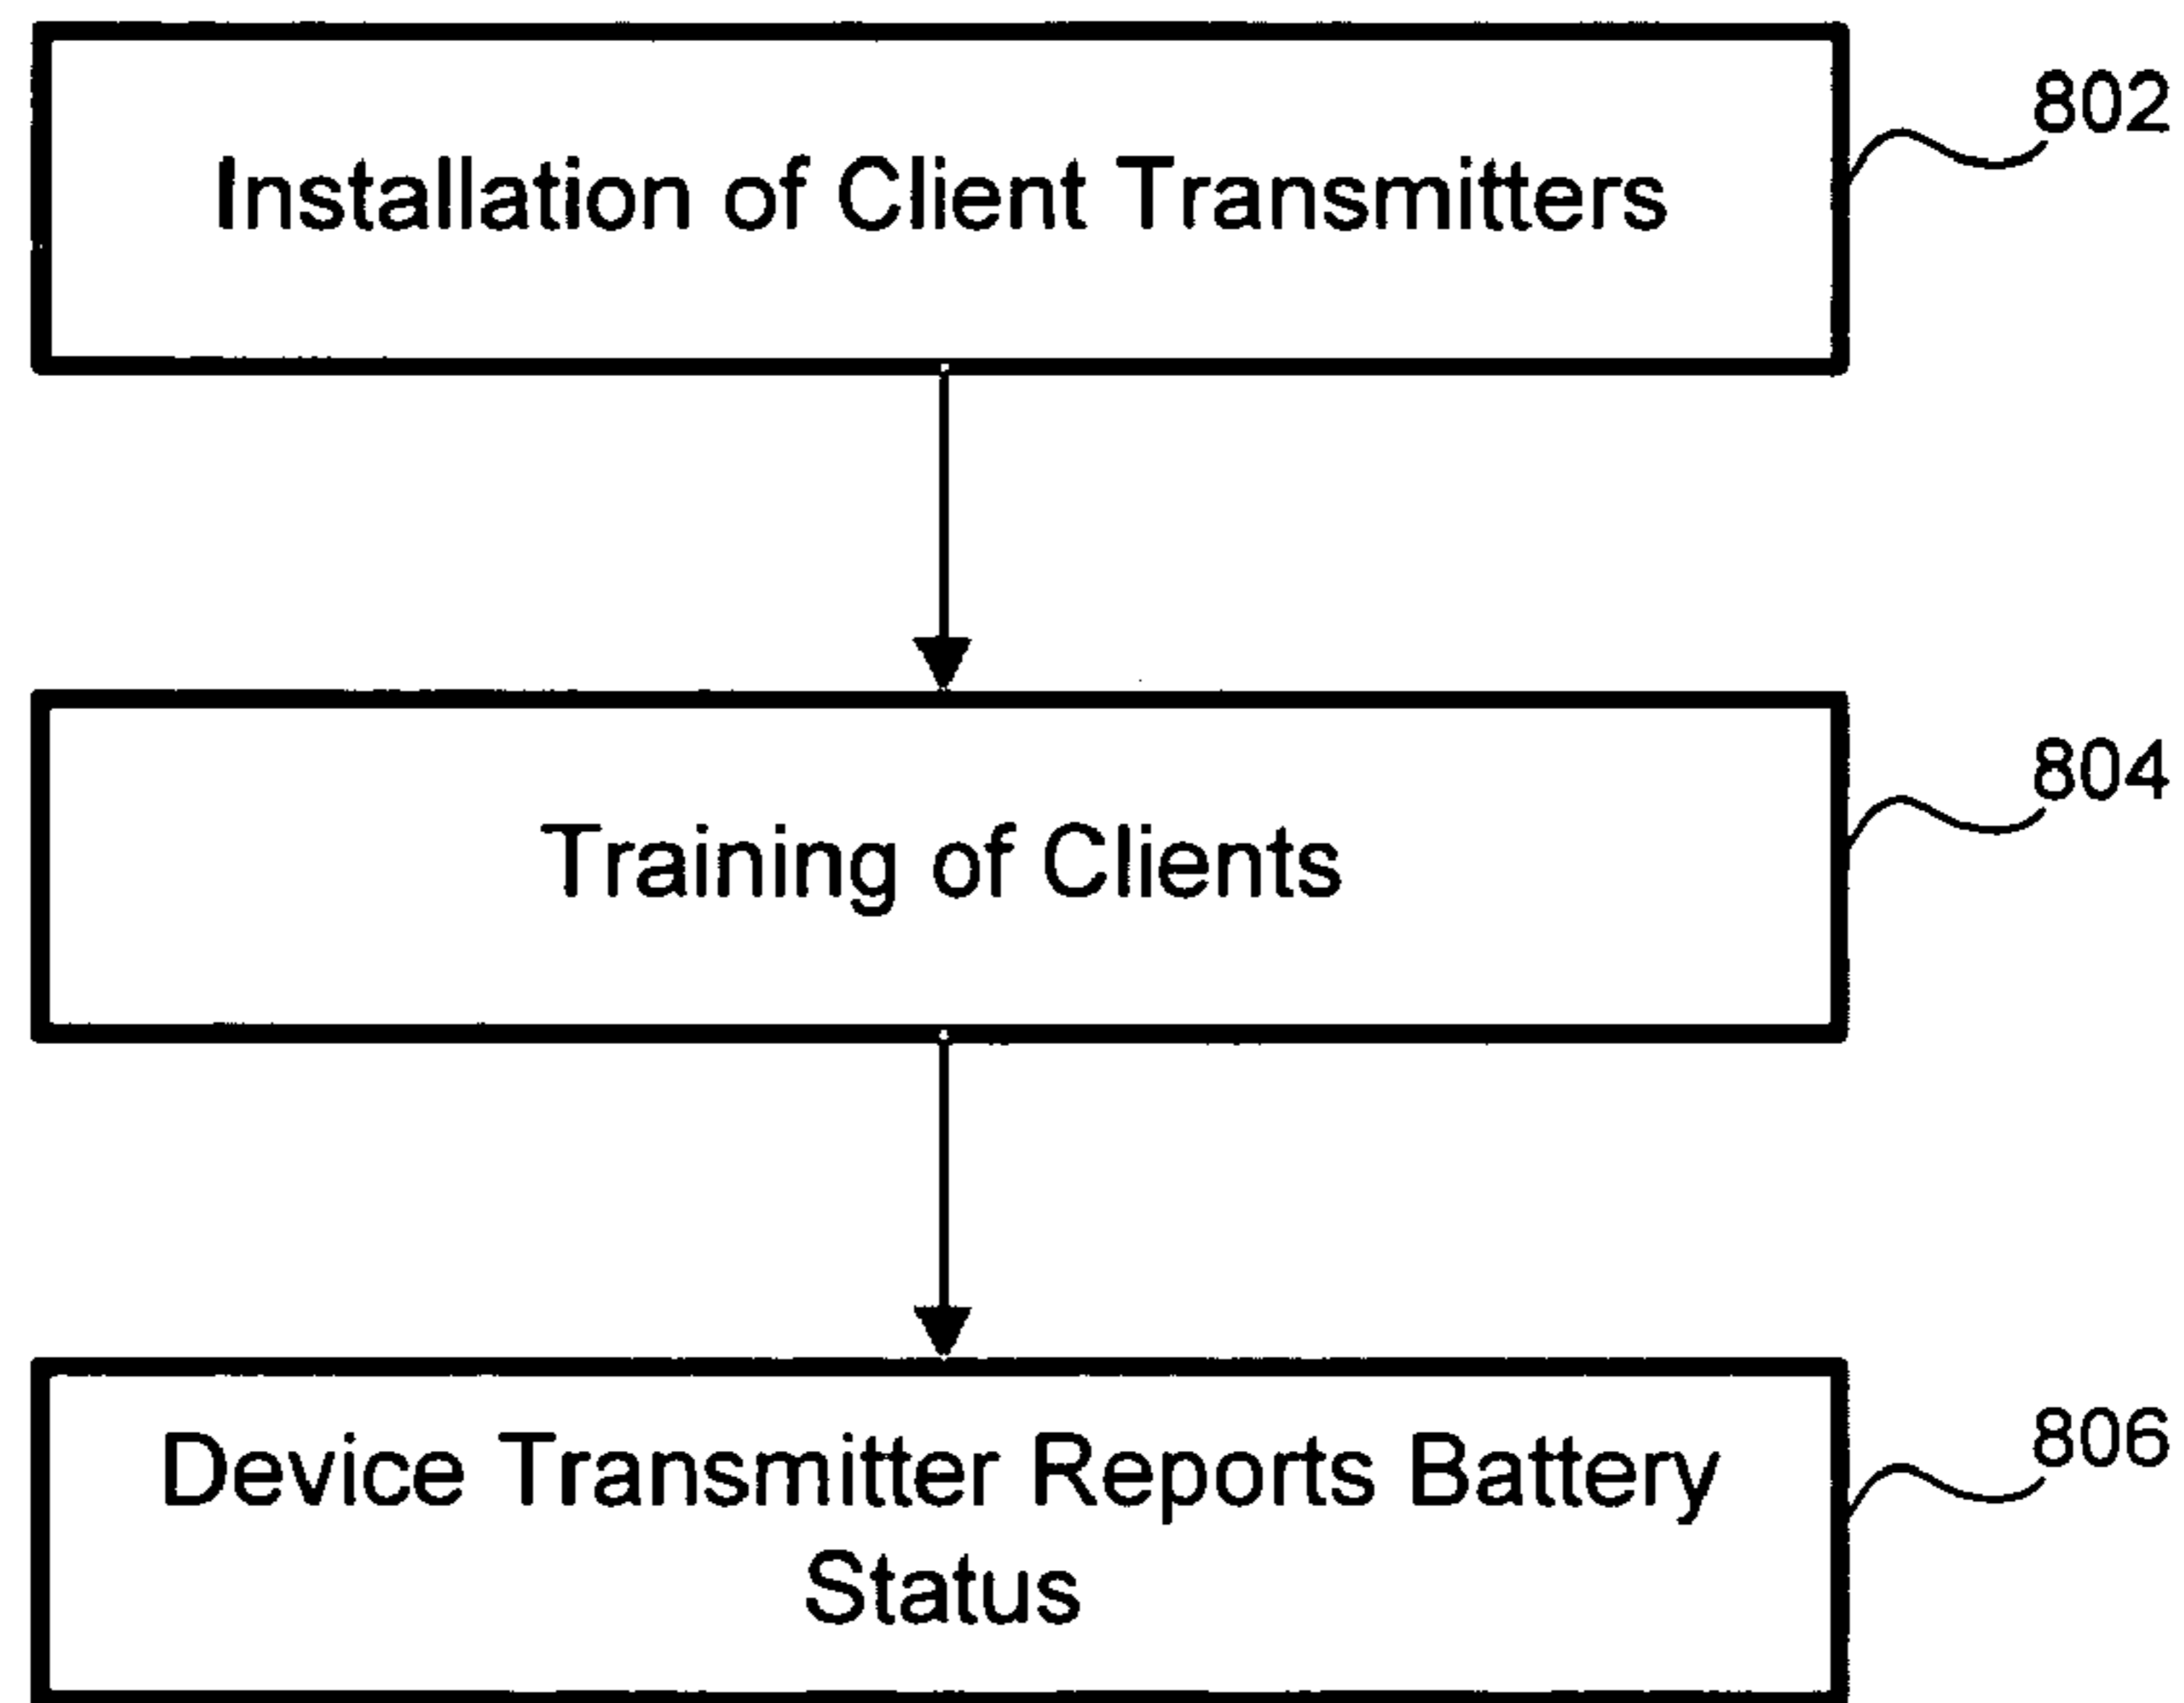 Installation of Client Transmitters
802
Training of Clients
804
Device Transmitter Reports Battery
Status
806